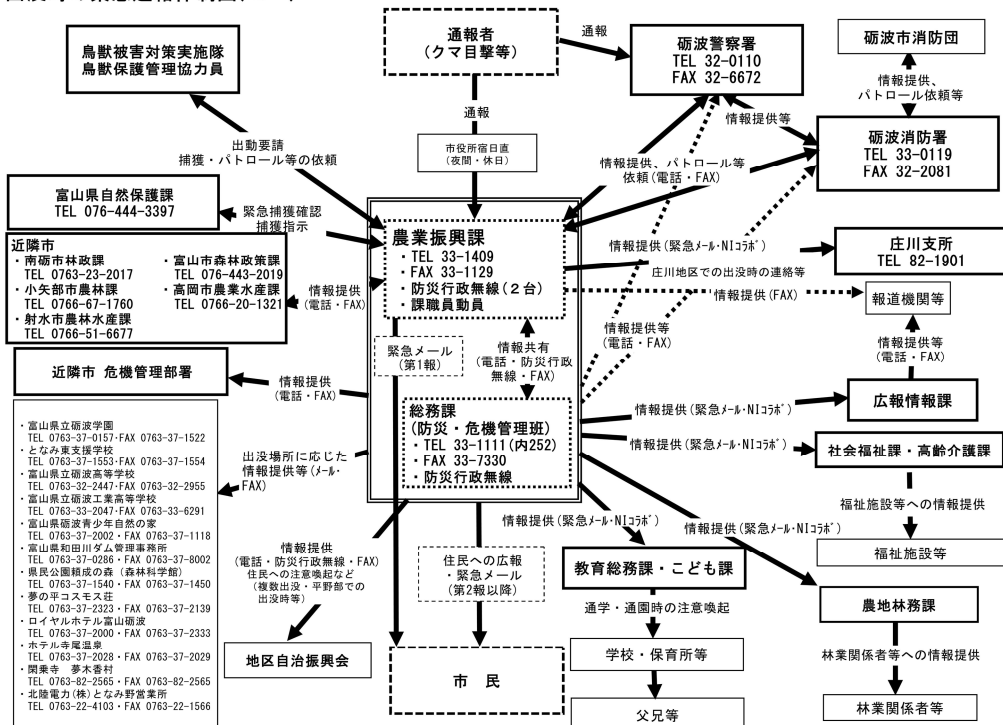 通報者
(クマ目撃等)
通報
砺波警察署
TEL 32-0110
FAX 32-6672
砺波市消防団
情報提供、
パトロール依頼等
砺波消防署
TEL 33-0119
FAX 32-2081
情報提供等
鳥獣被害対策実施隊
鳥獣保護管理協力員
出動要請
捕獲・パトロール等の依頼
通報
市役所宿日直
(夜間・休日)
情報提供、パトロール等
依頼(電話・FAX)
富山県自然保護課
TEL 076-444-3397
緊急捕獲確認
捕獲指示
近隣市
・南砺市林政課
TEL 0763-23-2017
・小矢部市農林課
TEL 0766-67-1760
・射水市農林水産課
TEL 0766-51-6677
・富山市森林政策課
TEL 076-443-2019
・高岡市農業水産課
TEL 0766-20-1321
情報提供
(電話・FAX)
農業振興課
・TEL 33-1409
・FAX 33-1129
・防災行政無線(2台)
・課職員動員
情報提供(緊急メール・NIコラボ)
庄川地区での出没時の連絡等
庄川支所
TEL 82-1901
情報提供(FAX)
報道機関等
情報提供等
(電話・FAX)
情報提供等
(電話・FAX)
緊急メール
(第1報)
情報共有
(電話・防災行政
無線・FAX)
近隣市 危機管理部署
情報提供
(電話・FAX)
総務課
(防災・危機管理班)
・TEL 33-1111(内252)
・FAX 33-7330
・防災行政無線
情報提供(緊急メール・NIコラボ)
広報情報課
情報提供(緊急メール・NIコラボ)
社会福祉課・高齢介護課
福祉施設等への情報提供
福祉施設等
・富山県立砺波学園
TEL 0763-37-0157・FAX 0763-37-1522
・となみ東支援学校
TEL 0763-37-1553・FAX 0763-37-1554
・富山県立砺波高等学校
TEL 0763-32-2447・FAX 0763-32-2955
・富山県立砺波工業高等学校
TEL 0763-33-2047・FAX 0763-33-6291
・富山県砺波青少年自然の家
TEL 0763-37-2002・FAX 0763-37-1118
・富山県和田川ダム管理事務所
TEL 0763-37-0286・FAX 0763-37-8002
・県民公園頼成の森(森林科学館)
TEL 0763-37-1540・FAX 0763-37-1450
・夢の平コスモス荘
TEL 0763-37-2323・FAX 0763-37-2139
・ロイヤルホテル富山砺波
TEL 0763-37-2000・FAX 0763-37-2333
・ホテル寺尾温泉
TEL 0763-37-2028・FAX 0763-37-2029
・閑乗寺 夢木香村
TEL 0763-82-2565・FAX 0763-82-2565
・北陸電力(株)となみ野営業所
TEL 0763-22-4103・FAX 0763-22-1566
出没場所に応じた
情報提供等(メール・
FAX)
情報提供
(電話・防災行政無線・FAX)
住民への注意喚起など
(複数出没・平野部での
出没時等)
地区自治振興会
住民への広報
・緊急メール
(第2報以降)
市 民
情報提供(緊急メール・NIコラボ)
教育総務課・こども課
通学・通園時の注意喚起
学校・保育所等
父兄等
情報提供(緊急メール・NIコラボ)
農地林務課
林業関係者等への情報提供
林業関係者等